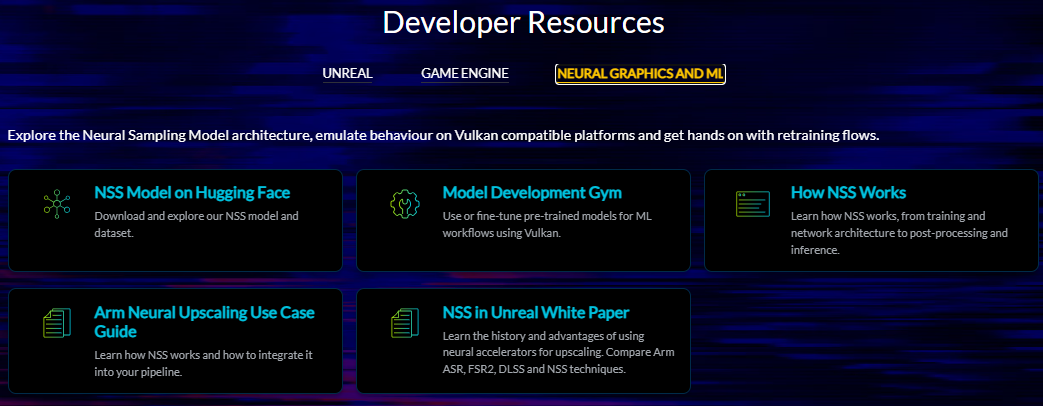 Developer Resources
UNREAL
GAME ENGINE
NEURAL GRAPHICS AND ML
Explore the Neural Sampling Model architecture, emulate behaviour on Vulkan compatible platforms and get hands on with retraining flows.
NSS Model on Hugging Face
Download and explore our NSS model and
dataset.
Model Development Gym
Use or fine-tune pre-trained models for ML
workflows using Vulkan.
How NSS Works
Learn how NSS works, from training and
network architecture to post-processing and
inference.
Arm Neural Upscaling Use Case
Guide
Learn how NSS works and how to integrate it
into your pipeline.
NSS in Unreal White Paper
Learn the history and advantages of using
neural accelerators for upscaling. Compare Arm
ASR, FSR2, DLSS and NSS techniques.